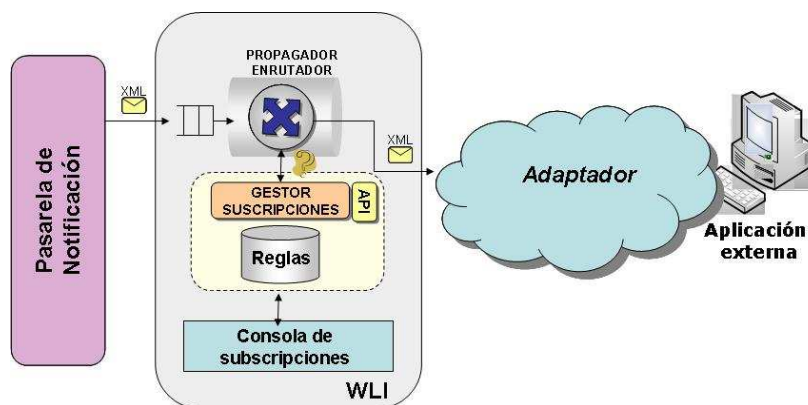 Pasarela de
Notificación
XML
PROPAGADOR
ENRUTADOR
XML
GESTOR
SUSCRIPCIONES
API
Reglas
Consola de
subscripciones
WLI
Adaptador
Aplicación
externa